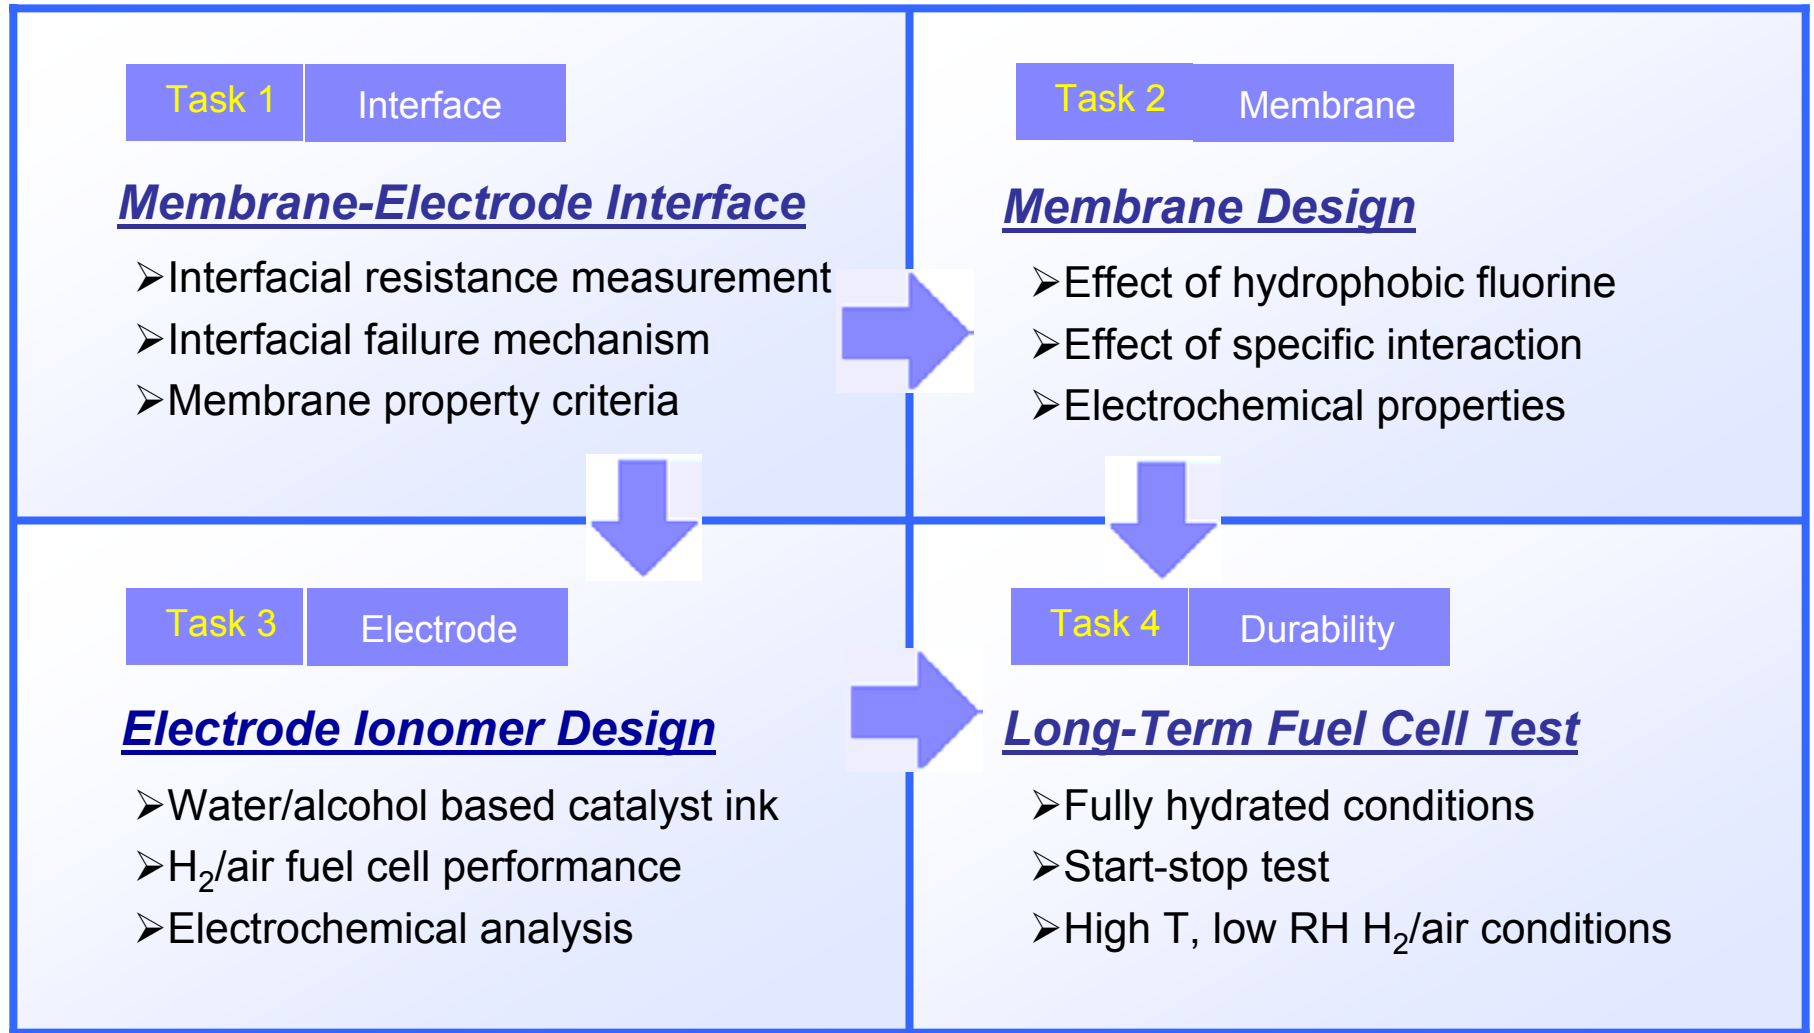 Task 1 Interface
Membrane-Electrode Interface
➢Interfacial resistance measurement
➢Interfacial failure mechanism
➢Membrane property criteria
Task 2 Membrane
Membrane Design
➢Effect of hydrophobic fluorine
➢Effect of specific interaction
➢Electrochemical properties
Task 3 Electrode
Electrode Ionomer Design
➢Water/alcohol based catalyst ink
➢H₂/air fuel cell performance
➢Electrochemical analysis
Task 4 Durability
Long-Term Fuel Cell Test
➢Fully hydrated conditions
➢Start-stop test
➢High T, low RH H₂/air conditions